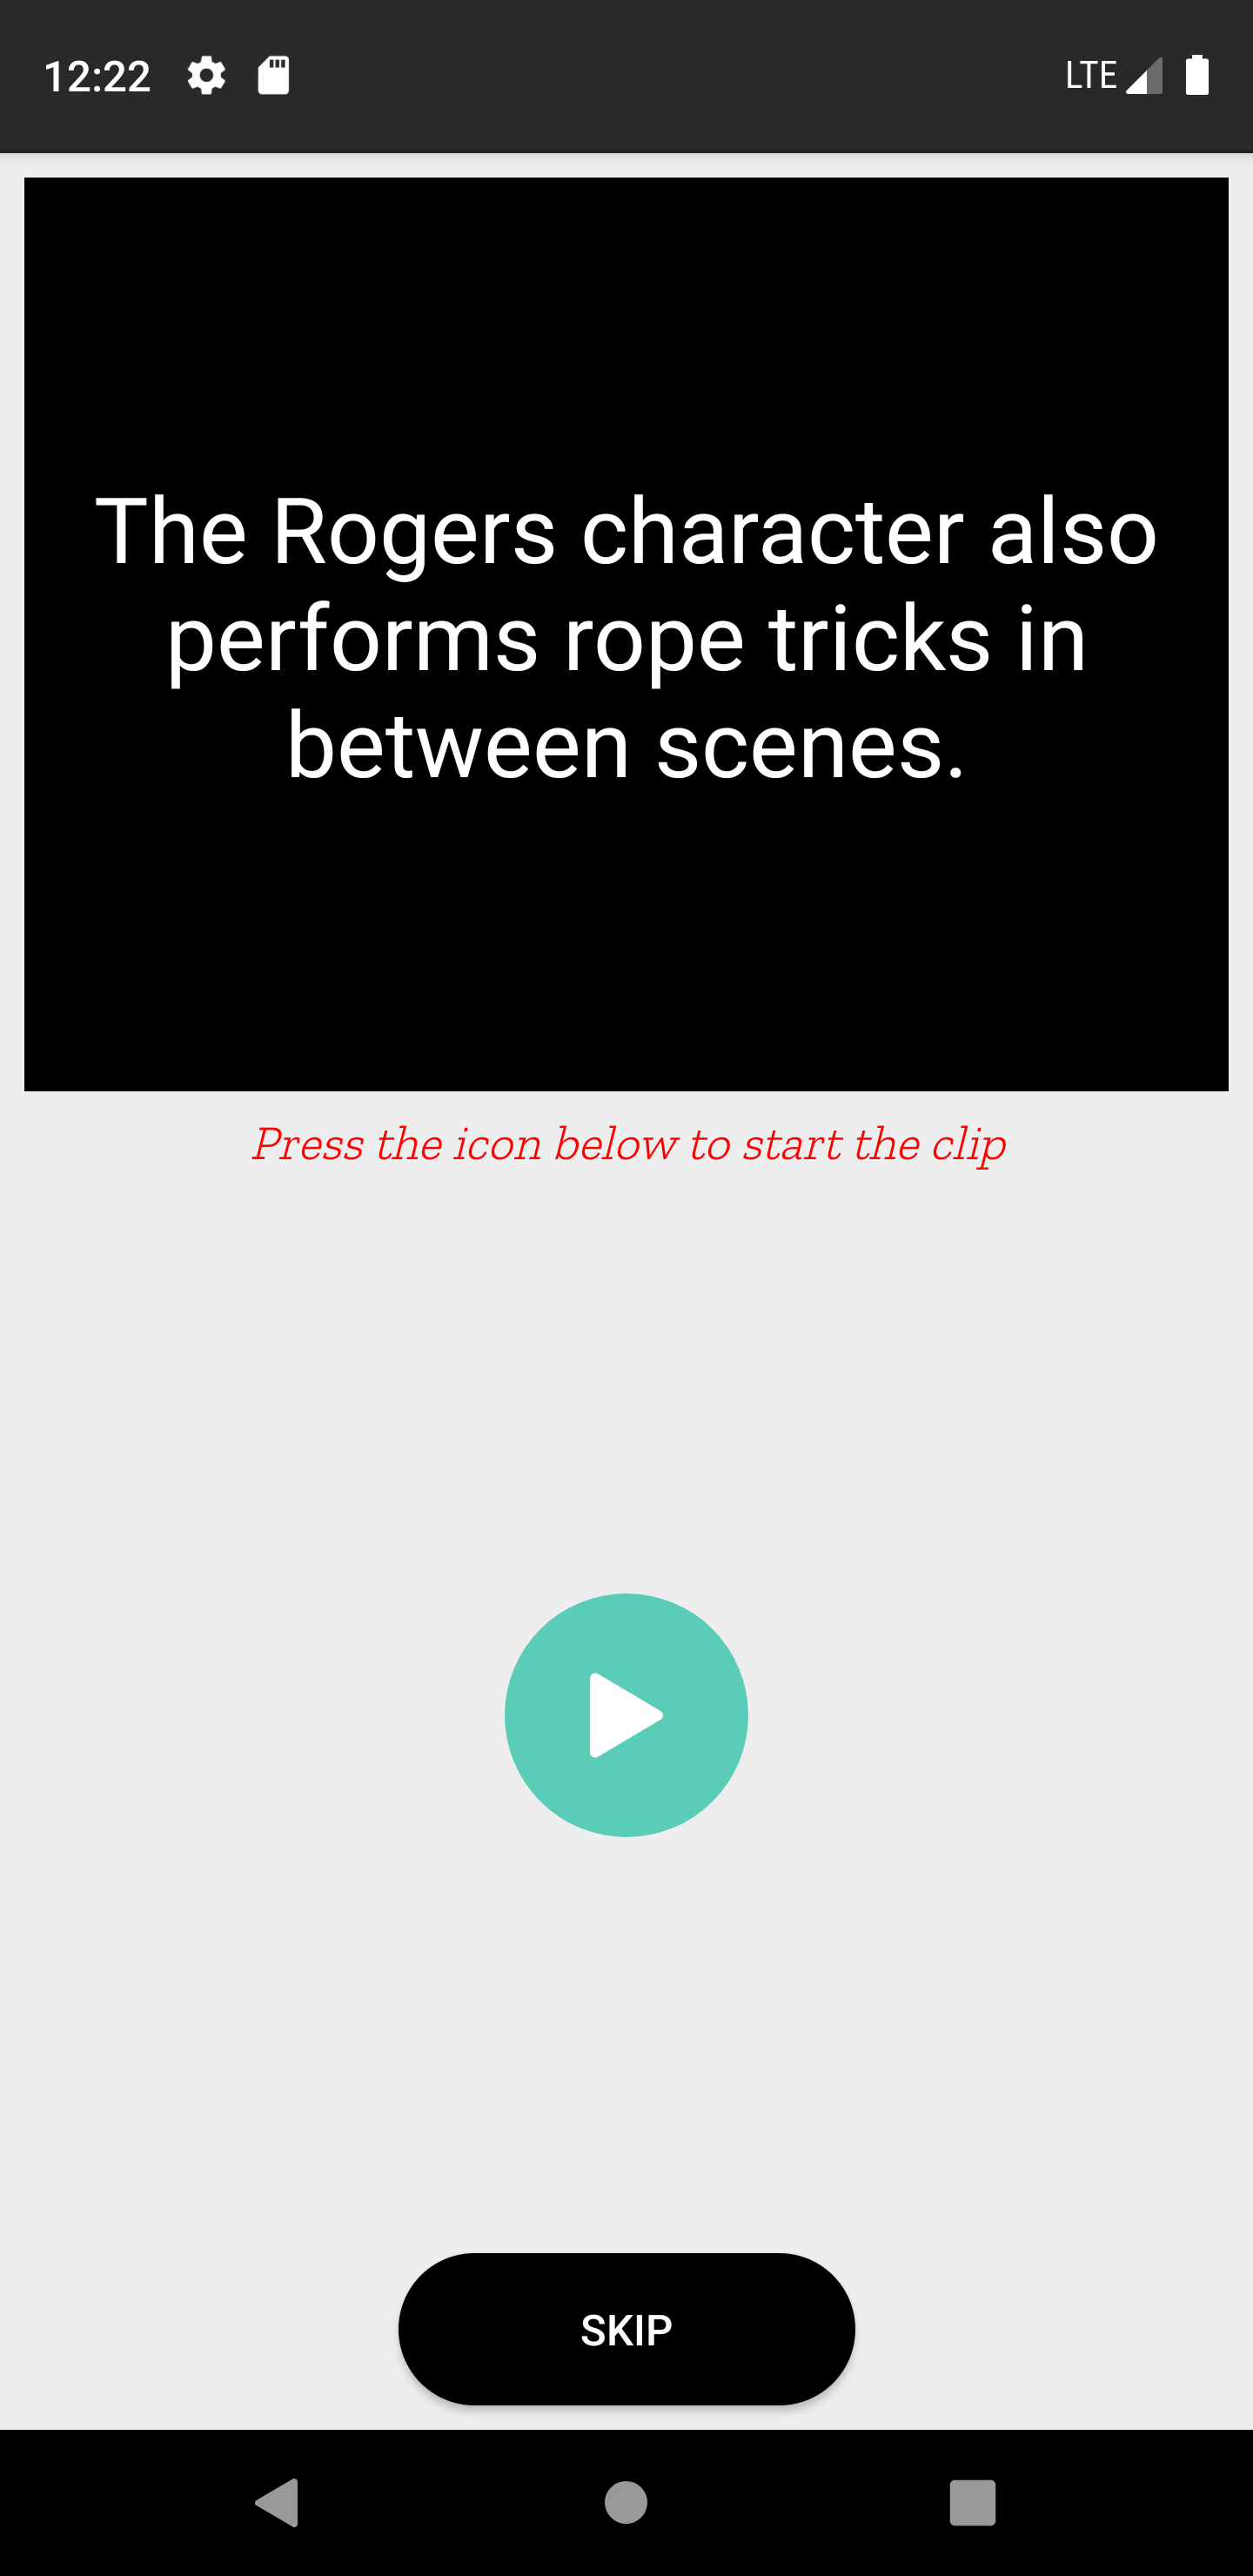 12:22 LTE
The Rogers character also
performs rope tricks in
between scenes.
Press the icon below to start the clip
SKIP